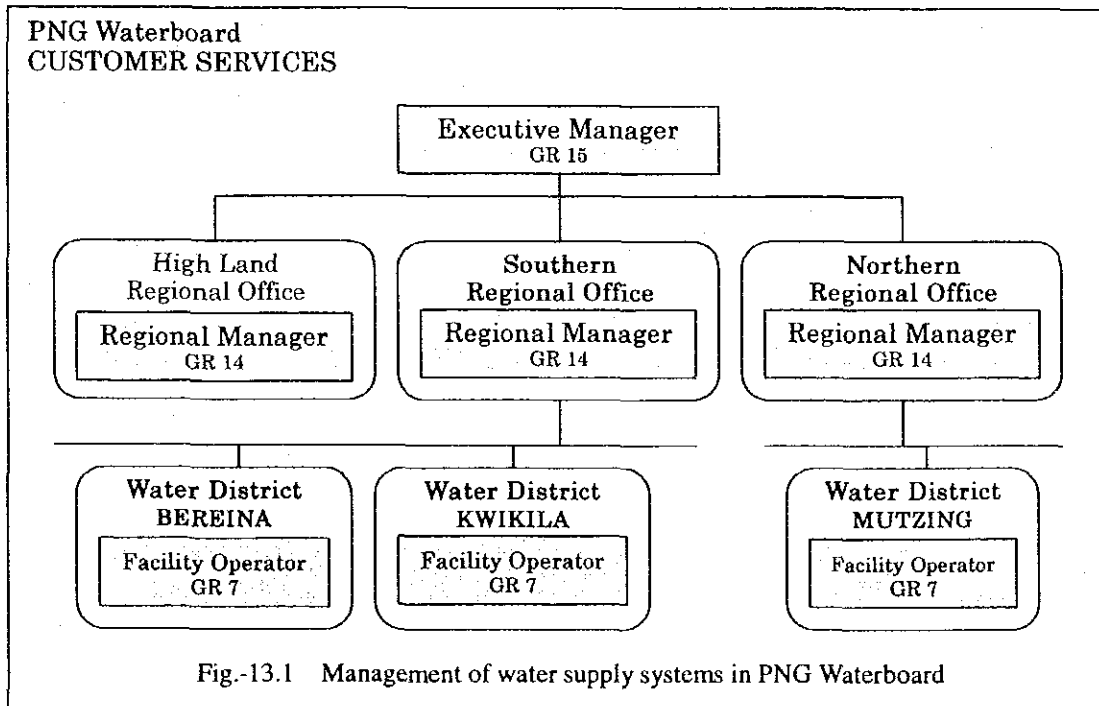 PNG Waterboard
CUSTOMER SERVICES
Executive Manager
GR 15
High Land
Regional Office
Regional Manager
GR 14
Southern
Regional Office
Regional Manager
GR 14
Northern
Regional Office
Regional Manager
GR 14
Water District
BEREINA
Facility Operator
GR 7
Water District
KWIKILA
Facility Operator
GR 7
Water District
MUTZING
Facility Operator
GR 7
Fig.-13.1 Management of water supply systems in PNG Waterboard